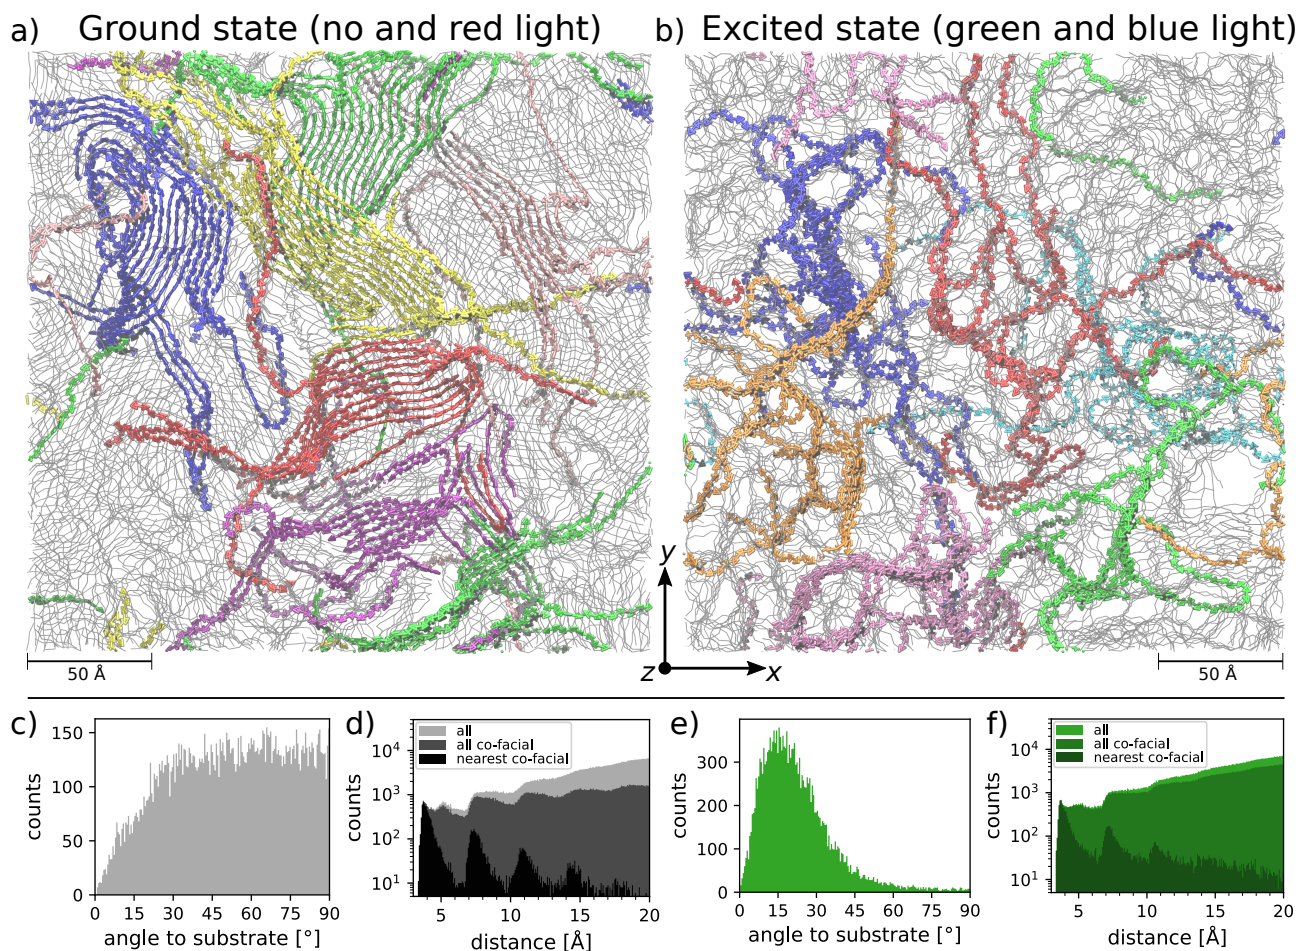 a) Ground state (no and red light)
b) Excited state (green and blue light)
50 Å
y
z
x
50 Å
c)
150
100
50
0
counts
0 15 30 45 60 75 90
angle to substrate [°]
d)
all
all co-facial
nearest co-facial
10⁴
10³
10²
10¹
counts
5 10 15 20
distance [Å]
e)
300
200
100
0
counts
0 15 30 45 60 75 90
angle to substrate [°]
f)
all
all co-facial
nearest co-facial
10⁴
10³
10²
10¹
counts
5 10 15 20
distance [Å]